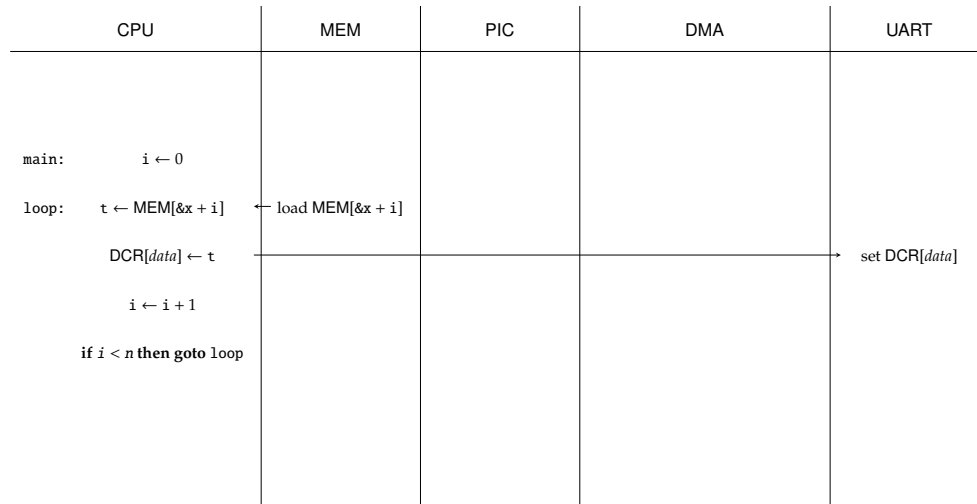 CPU MEM PIC DMA UART
main: i ← 0
loop: t ← MEM[&x + i] ← load MEM[&x + i]
DCR[data] ← t → set DCR[data]
i ← i + 1
if i < n then goto loop